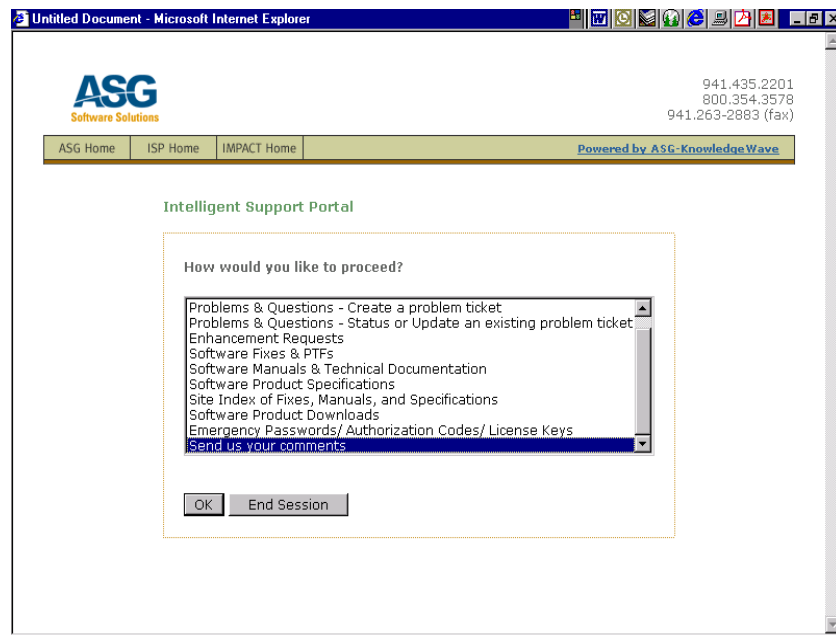 Untitled Document - Microsoft Internet Explorer
ASG
Software Solutions
941.435.2201
800.354.3578
941.263-2883 (fax)
ASG Home ISP Home IMPACT Home Powered by ASG-KnowledgeWave
Intelligent Support Portal
How would you like to proceed?
Problems & Questions - Create a problem ticket
Problems & Questions - Status or Update an existing problem ticket
Enhancement Requests
Software Fixes & PTFs
Software Manuals & Technical Documentation
Software Product Specifications
Site Index of Fixes, Manuals, and Specifications
Software Product Downloads
Emergency Passwords/ Authorization Codes/ License Keys
Send us your comments
OK End Session